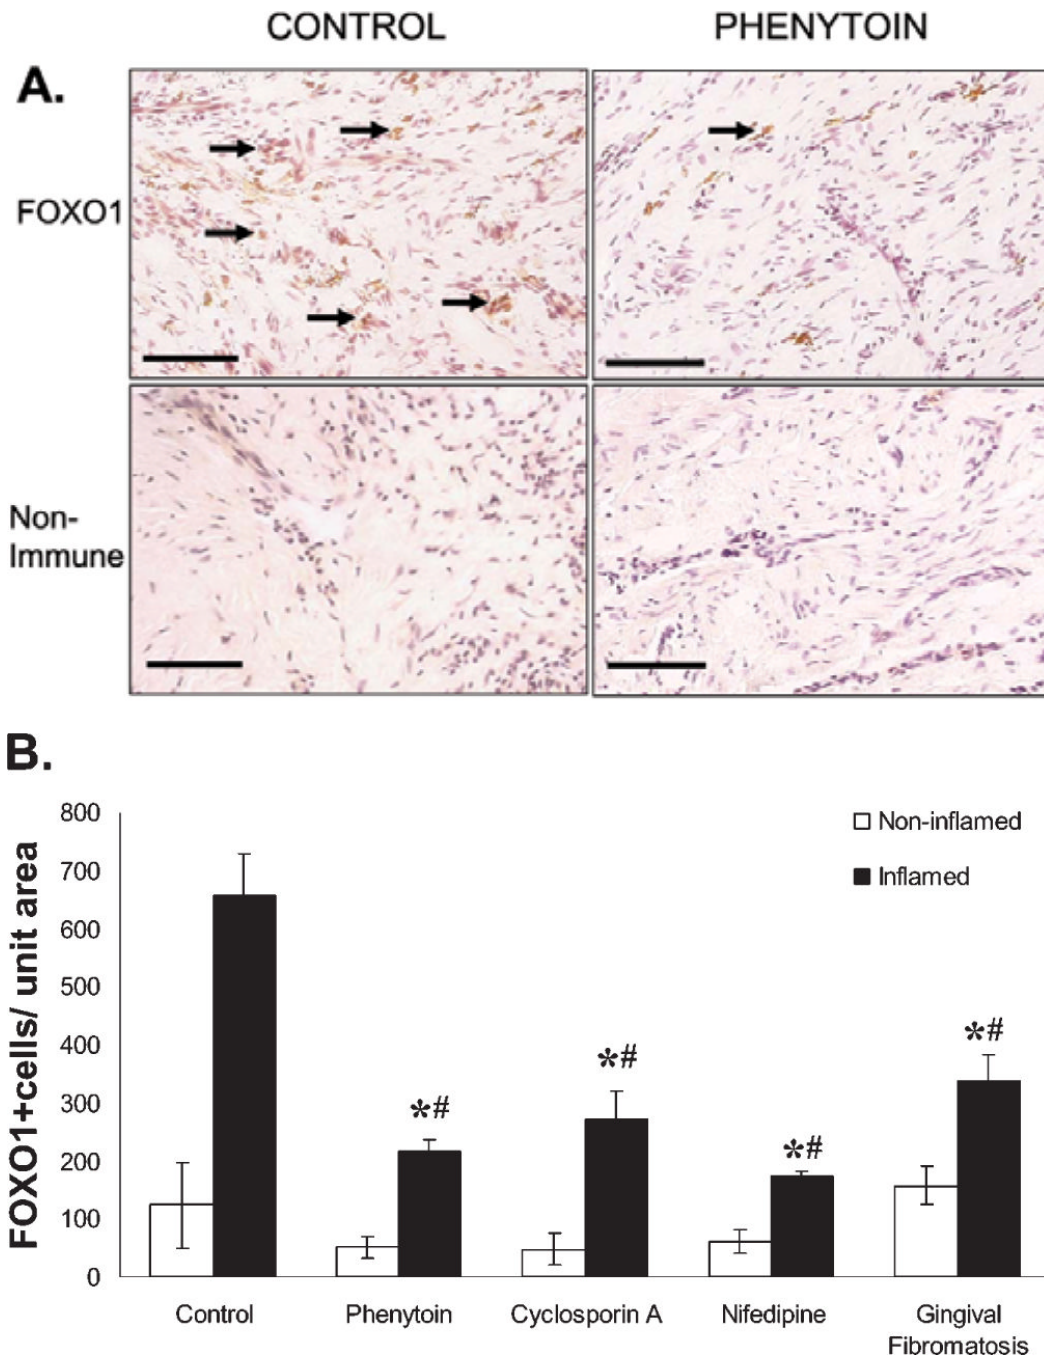 CONTROL PHENYTOIN
A.
FOXO1
Non-
Immune
B.
FOXO1+cells/ unit area
800
700
600
500
400
300
200
100
0
Non-inflamed
Inflamed
*#
*#
*#
*#
Control Phenytoin Cyclosporin A Nifedipine Gingival
Fibromatosis